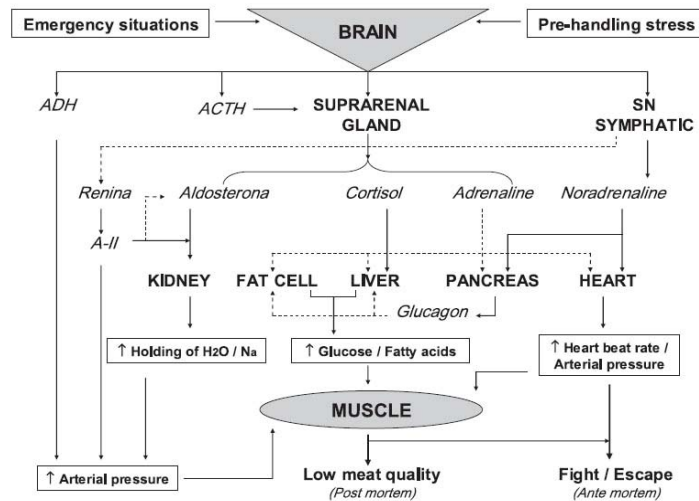 Emergency situations
BRAIN
Pre-handling stress
ADH
ACTH
SUPRARENAL
GLAND
SN
SYMPHATIC
Renina
Aldosterona
Cortisol
Adrenaline
Noradrenaline
A-II
KIDNEY
FAT CELL
LIVER
PANCREAS
HEART
Glucagon
↑ Holding of H2O / Na
↑ Glucose / Fatty acids
↑ Heart beat rate /
Arterial pressure
MUSCLE
↑ Arterial pressure
Low meat quality
(Post mortem)
Fight / Escape
(Ante mortem)